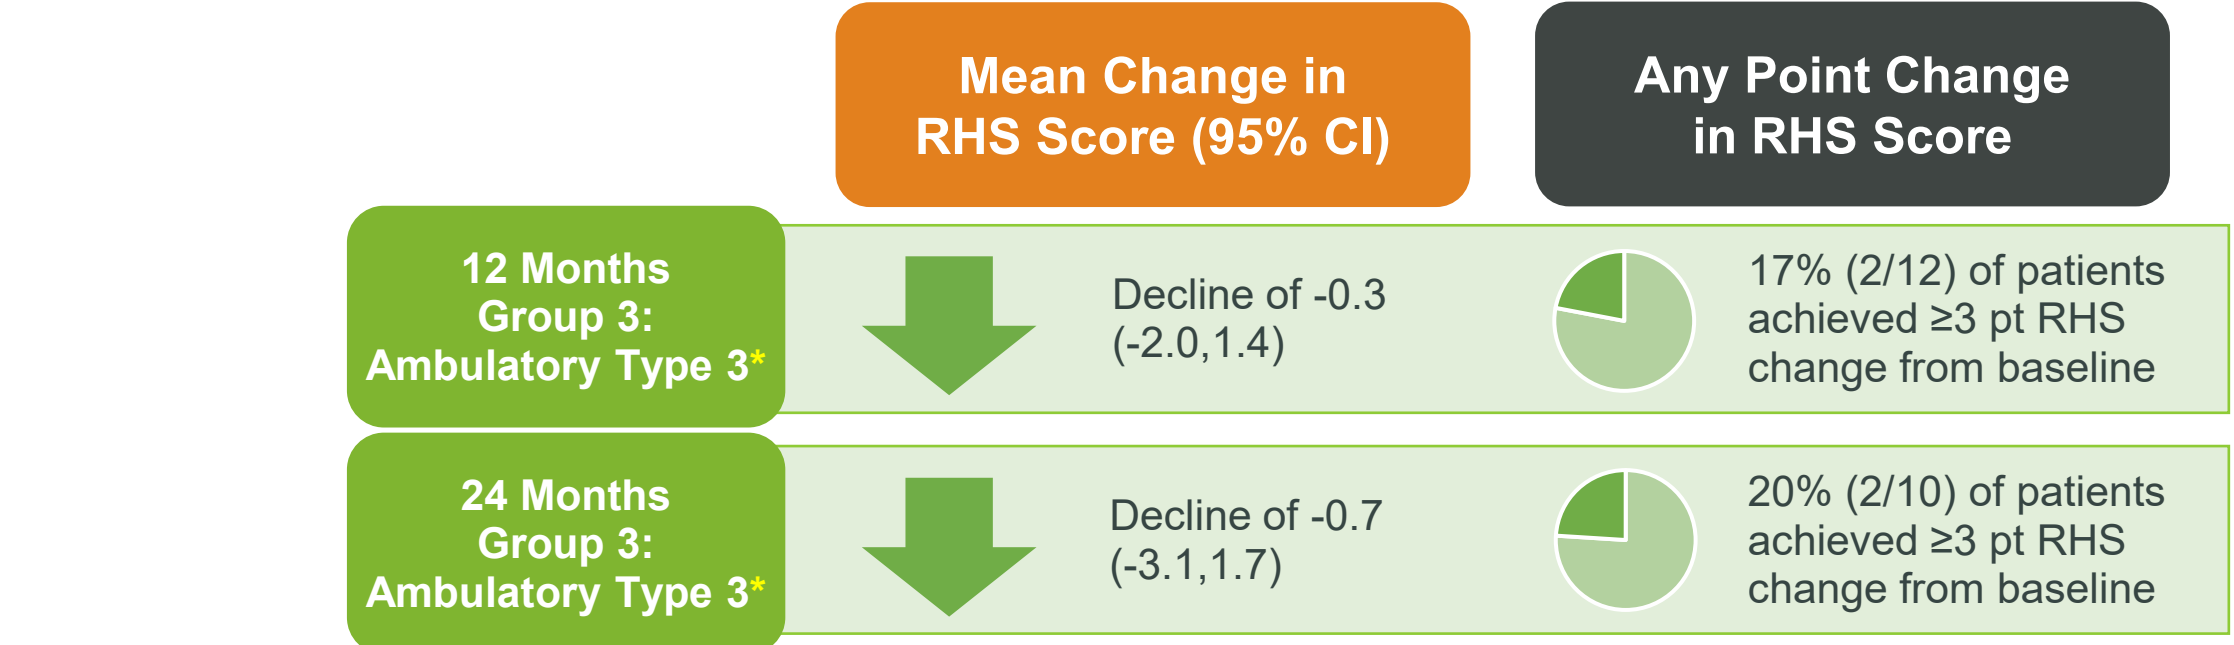 Mean Change in
RHS Score (95% CI)
Any Point Change
in RHS Score
12 Months
Group 3:
Ambulatory Type 3*
Decline of -0.3
(-2.0,1.4)
17% (2/12) of patients
achieved ≥3 pt RHS
change from baseline
24 Months
Group 3:
Ambulatory Type 3*
Decline of -0.7
(-3.1,1.7)
20% (2/10) of patients
achieved ≥3 pt RHS
change from baseline